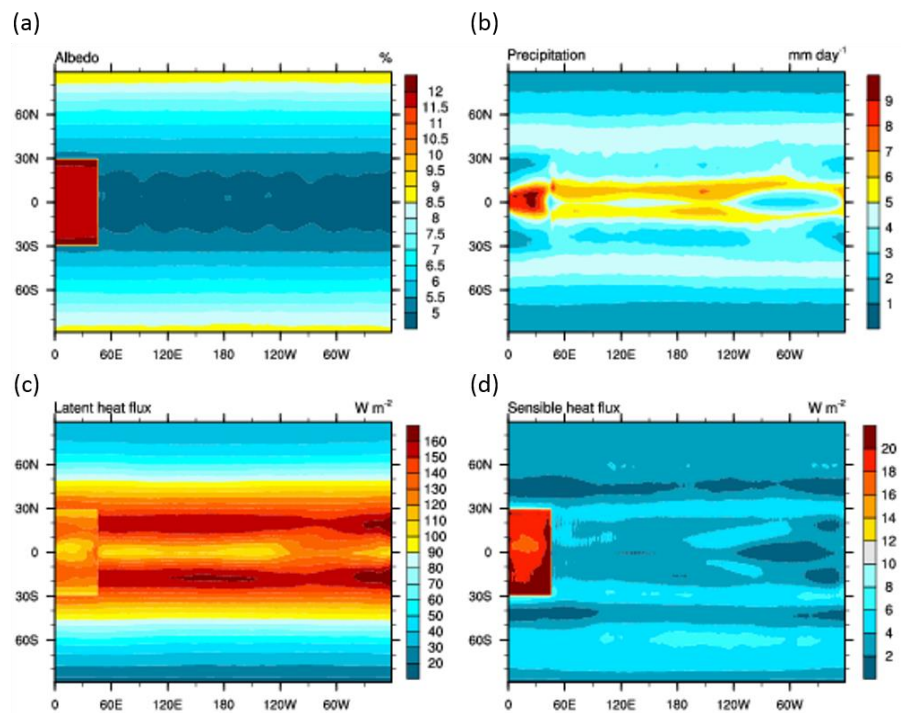 (a)
Albedo %
60N
30N
0
30S
60S
0 60E 120E 180 120W 60W
12
11.5
11
10.5
10
9.5
9
8.5
8
7.5
7
6.5
6
5.5
5
(b)
Precipitation mm day-1
60N
30N
0
30S
60S
0 60E 120E 180 120W 60W
9
8
7
6
5
4
3
2
1
(c)
Latent heat flux W m-2
60N
30N
0
30S
60S
0 60E 120E 180 120W 60W
160
150
140
130
120
110
100
90
80
70
60
50
40
30
20
(d)
Sensible heat flux W m-2
60N
30N
0
30S
60S
0 60E 120E 180 120W 60W
20
18
16
14
12
10
8
6
4
2